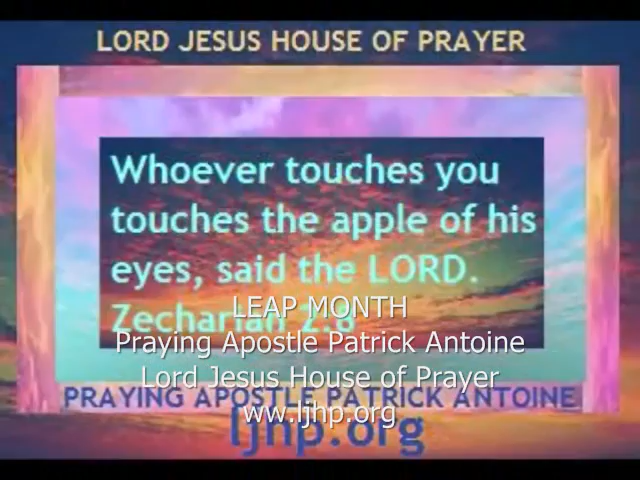 LORD JESUS HOUSE OF PRAYER
Whoever touches you
touches the apple of his
eyes, said the LORD.
Zechariah 2:8
LEAP MONTH
Praying Apostle Patrick Antoine
Lord Jesus House of Prayer
PRAYING APOSTLE PATRICK ANTOINE
www.ljhp.org
ljhp.org